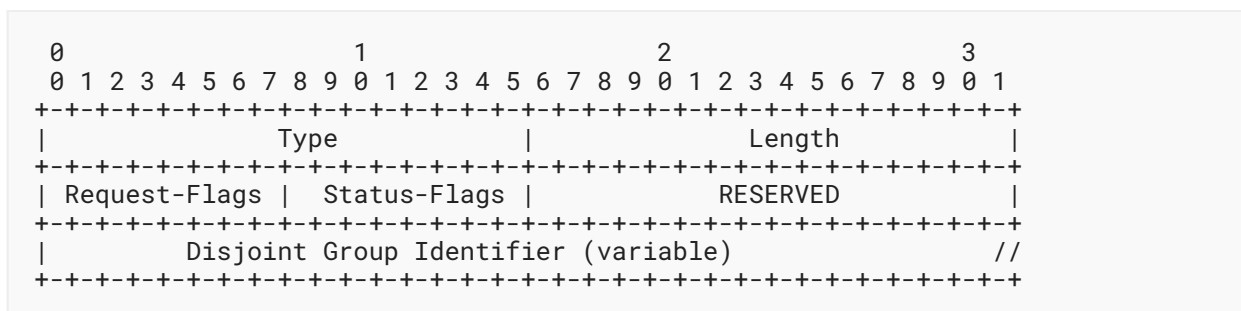 0                   1                   2                   3
 0 1 2 3 4 5 6 7 8 9 0 1 2 3 4 5 6 7 8 9 0 1 2 3 4 5 6 7 8 9 0 1
+-+-+-+-+-+-+-+-+-+-+-+-+-+-+-+-+-+-+-+-+-+-+-+-+-+-+-+-+-+-+-+-+
|               Type            |              Length           |
+-+-+-+-+-+-+-+-+-+-+-+-+-+-+-+-+-+-+-+-+-+-+-+-+-+-+-+-+-+-+-+-+
| Request-Flags |  Status-Flags |            RESERVED           |
+-+-+-+-+-+-+-+-+-+-+-+-+-+-+-+-+-+-+-+-+-+-+-+-+-+-+-+-+-+-+-+-+
|         Disjoint Group Identifier (variable)                 //
+-+-+-+-+-+-+-+-+-+-+-+-+-+-+-+-+-+-+-+-+-+-+-+-+-+-+-+-+-+-+-+-+